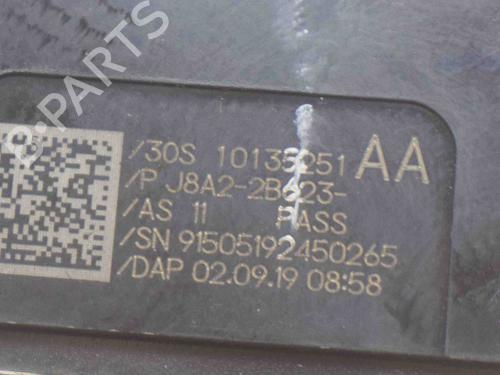 B-PARTS
/30S 10135251 AA
/P J8A2-2B623-
/AS 11 PASS
/SN 91505192450265
/DAP 02.09.19 08:58